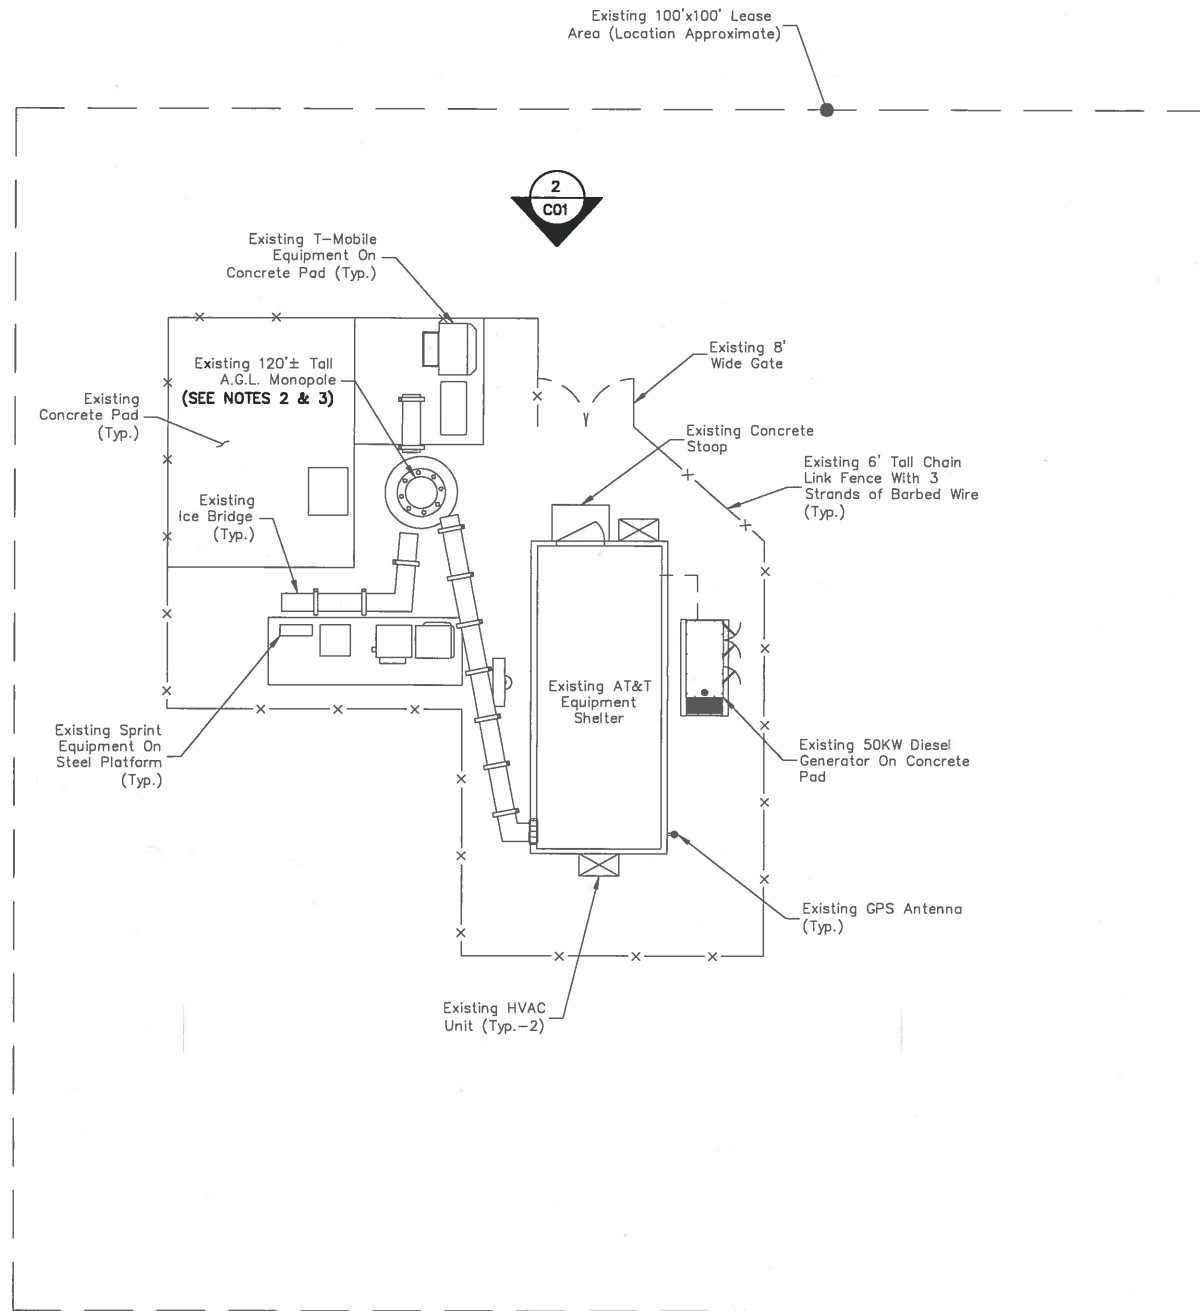 Existing 100'x100' Lease
Area (Location Approximate)
2
C01
Existing T-Mobile
Equipment On
Concrete Pad (Typ.)
Existing 120'± Tall
A.G.L. Monopole
(SEE NOTES 2 & 3)
Existing 8'
Wide Gate
Existing
Concrete Pad
(Typ.)
Existing Concrete
Stoop
Existing 6' Tall Chain
Link Fence With 3
Strands of Barbed Wire
(Typ.)
Existing
Ice Bridge
(Typ.)
Existing AT&T
Equipment
Shelter
Existing Sprint
Equipment On
Steel Platform
(Typ.)
Existing 50KW Diesel
Generator On Concrete
Pad
Existing GPS Antenna
(Typ.)
Existing HVAC
Unit (Typ.-2)